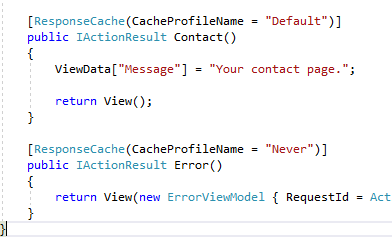 [ResponseCache(CacheProfileName = "Default")]
public IActionResult Contact()
{
ViewData["Message"] = "Your contact page.";
return View();
}
[ResponseCache(CacheProfileName = "Never")]
public IActionResult Error()
{
return View(new ErrorViewModel { RequestId = Act
}
}